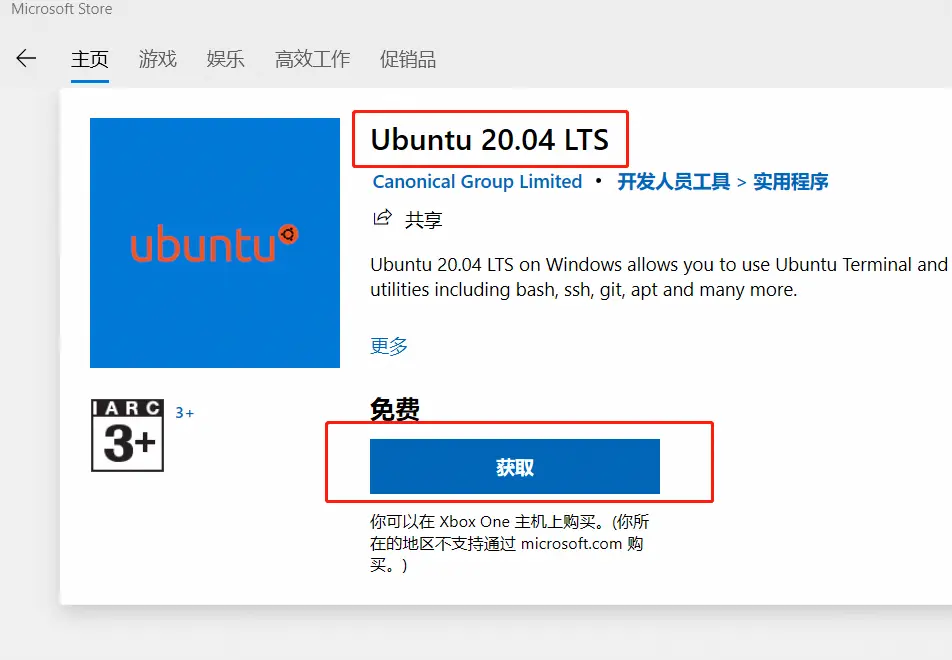 Microsoft Store
主页 游戏 娱乐 高效工作 促销品
Ubuntu 20.04 LTS
ubuntu
Canonical Group Limited • 开发人员工具 > 实用程序
共享
Ubuntu 20.04 LTS on Windows allows you to use Ubuntu Terminal and
utilities including bash, ssh, git, apt and many more.
更多
免费
IARC
3+
3+
获取
你可以在 Xbox One 主机上购买。(你所
在的地区不支持通过 microsoft.com 购
买。)